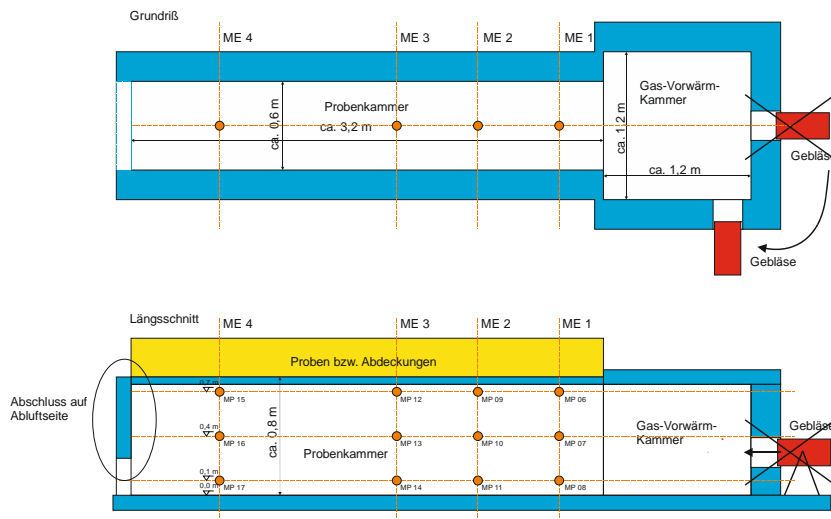 Grundriß
ME 4
ME 3
ME 2
ME 1
Gas-Vorwärm-
Kammer
Probenkammer
ca. 0,6 m
ca. 3,2 m
ca. 1,2 m
ca. 1,2 m
Gebläse
Gebläse
Längsschnitt
ME 4
ME 3
ME 2
ME 1
Proben bzw. Abdeckungen
Abschluss auf
Abluftseite
0,7 m
MP 15
MP 12
MP 09
MP 06
0,4 m
MP 16
MP 13
MP 10
MP 07
ca. 0,8 m
Probenkammer
Gas-Vorwärm-
Kammer
Gebläse
0,1 m
0,0 m
MP 17
MP 14
MP 11
MP 08